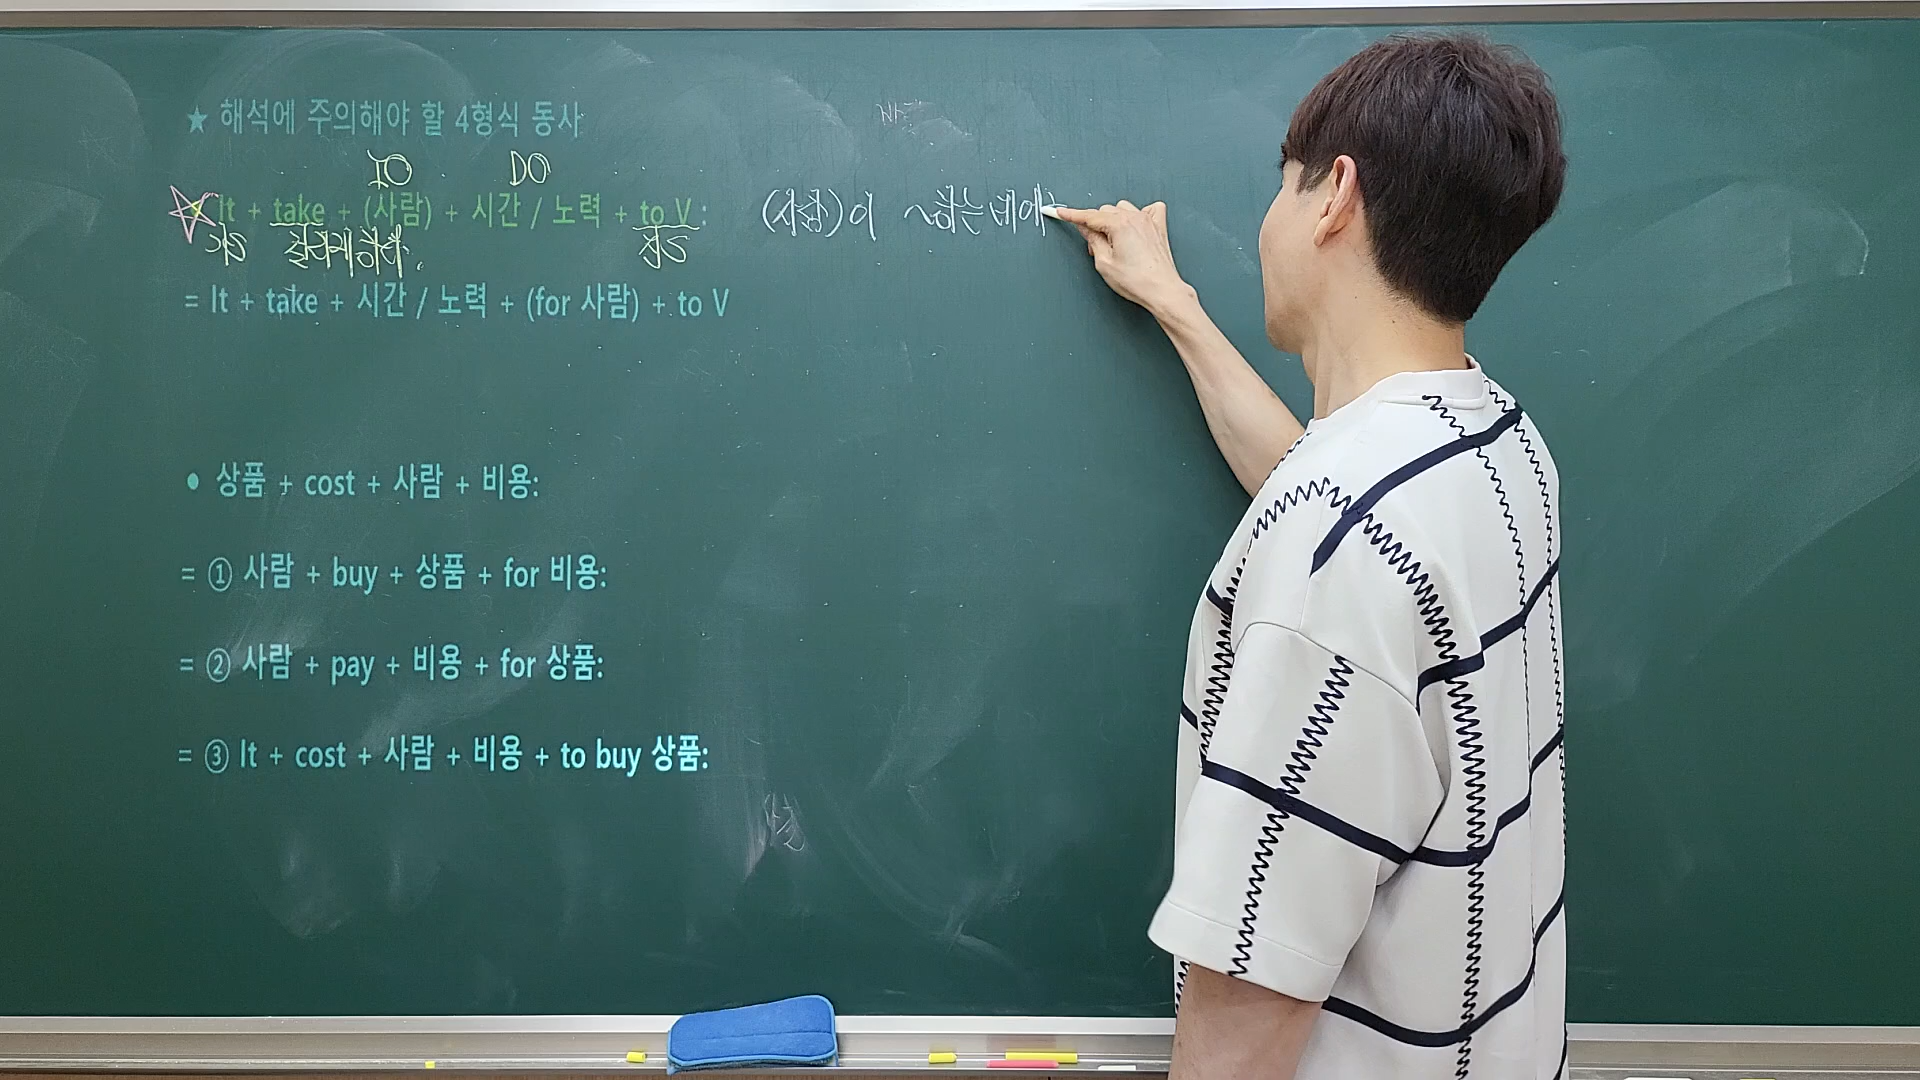 ★ 해석에 주의해야 할 4형식 동사
IO DO
It + take + (사람) + 시간 / 노력 + to V : (사람)이 ~하는데에
가S 걸리게하다. 진S
= It + take + 시간 / 노력 + (for 사람) + to V
• 상품 + cost + 사람 + 비용:
= ① 사람 + buy + 상품 + for 비용:
= ② 사람 + pay + 비용 + for 상품:
= ③ It + cost + 사람 + 비용 + to buy 상품: